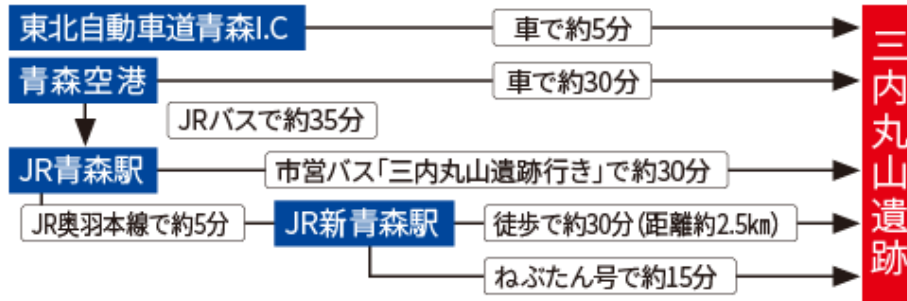 東北自動車道青森I.C
車で約5分
青森空港
車で約30分
JRバスで約35分
JR青森駅
市営バス「三内丸山遺跡行き」で約30分
JR奥羽本線で約5分
JR新青森駅
徒歩で約30分(距離約2.5㎞)
ねぶたん号で約15分
三内丸山遺跡